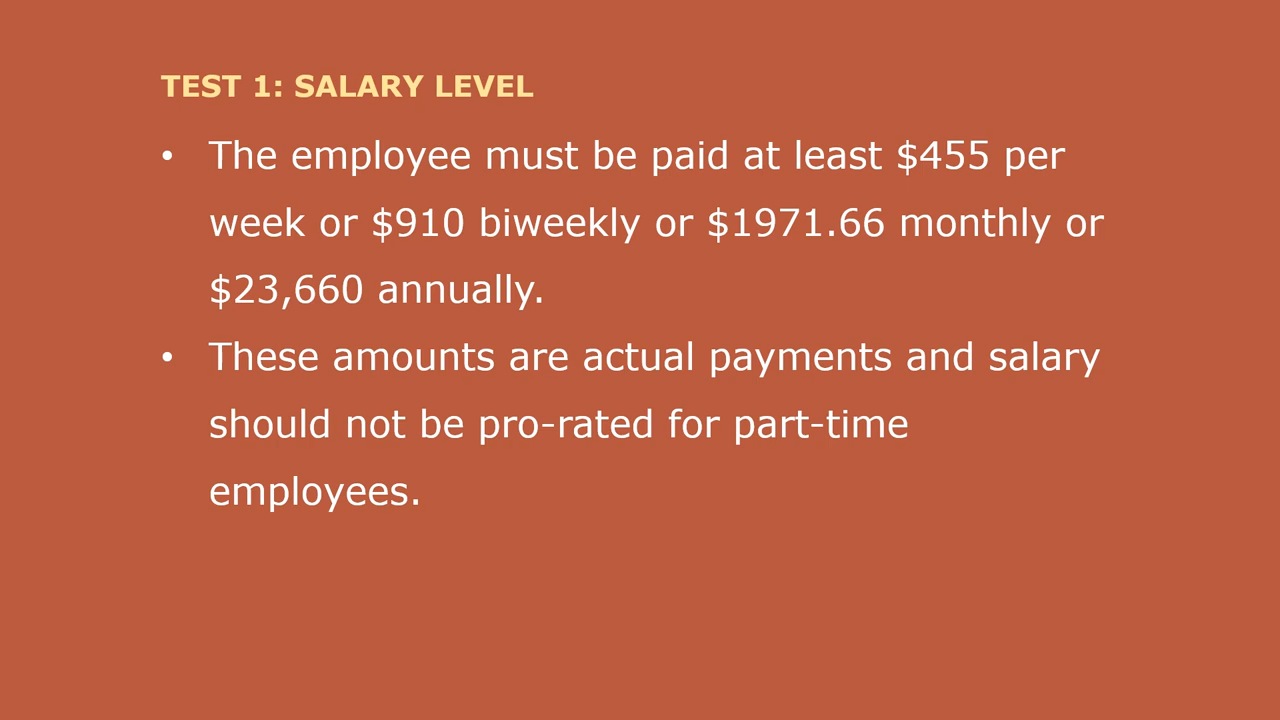 TEST 1: SALARY LEVEL
• The employee must be paid at least $455 per
week or $910 biweekly or $1971.66 monthly or
$23,660 annually.
• These amounts are actual payments and salary
should not be pro-rated for part-time
employees.